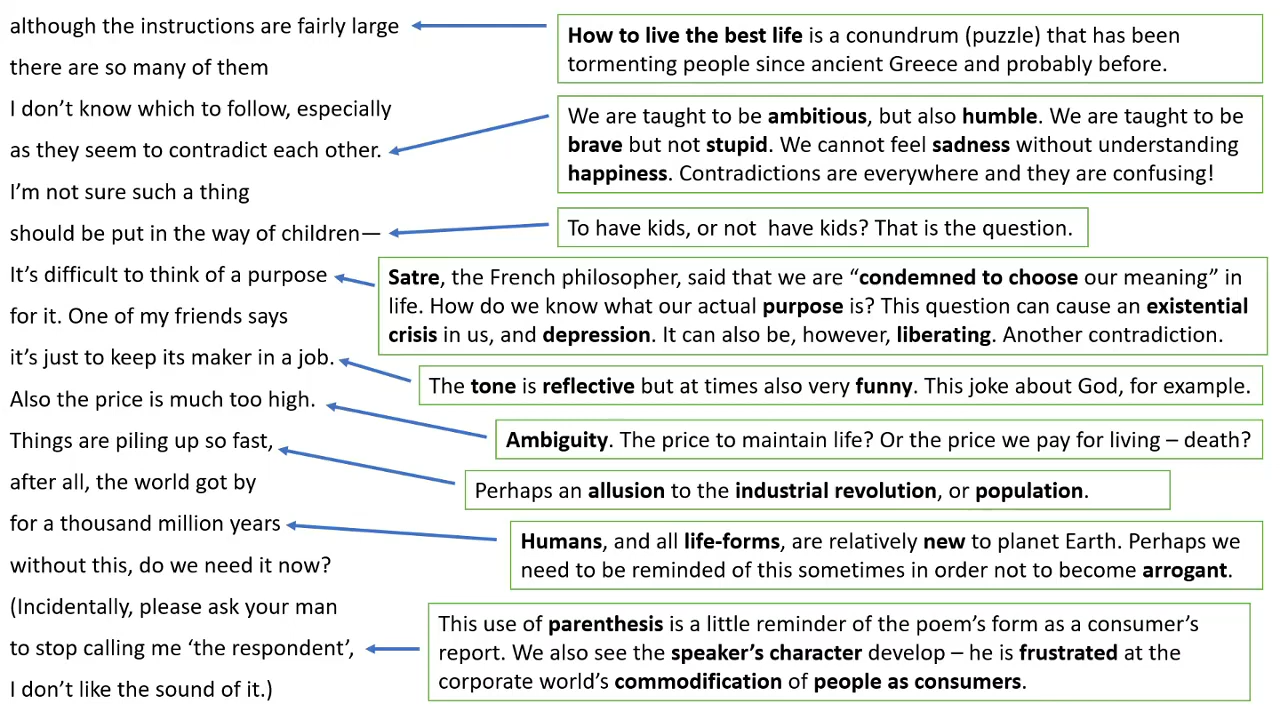 although the instructions are fairly large
there are so many of them
I don’t know which to follow, especially
as they seem to contradict each other.
I’m not sure such a thing
should be put in the way of children—
It’s difficult to think of a purpose
for it. One of my friends says
it’s just to keep its maker in a job.
Also the price is much too high.
Things are piling up so fast,
after all, the world got by
for a thousand million years
without this, do we need it now?
(Incidentally, please ask your man
to stop calling me ‘the respondent’,
I don’t like the sound of it.)
How to live the best life is a conundrum (puzzle) that has been
tormenting people since ancient Greece and probably before.
We are taught to be ambitious, but also humble. We are taught to be
brave but not stupid. We cannot feel sadness without understanding
happiness. Contradictions are everywhere and they are confusing!
To have kids, or not  have kids? That is the question.
Satre, the French philosopher, said that we are “condemned to choose our meaning” in
life. How do we know what our actual purpose is? This question can cause an existential
crisis in us, and depression. It can also be, however, liberating. Another contradiction.
The tone is reflective but at times also very funny. This joke about God, for example.
Ambiguity. The price to maintain life? Or the price we pay for living – death?
Perhaps an allusion to the industrial revolution, or population.
Humans, and all life-forms, are relatively new to planet Earth. Perhaps we
need to be reminded of this sometimes in order not to become arrogant.
This use of parenthesis is a little reminder of the poem’s form as a consumer’s
report. We also see the speaker’s character develop – he is frustrated at the
corporate world’s commodification of people as consumers.